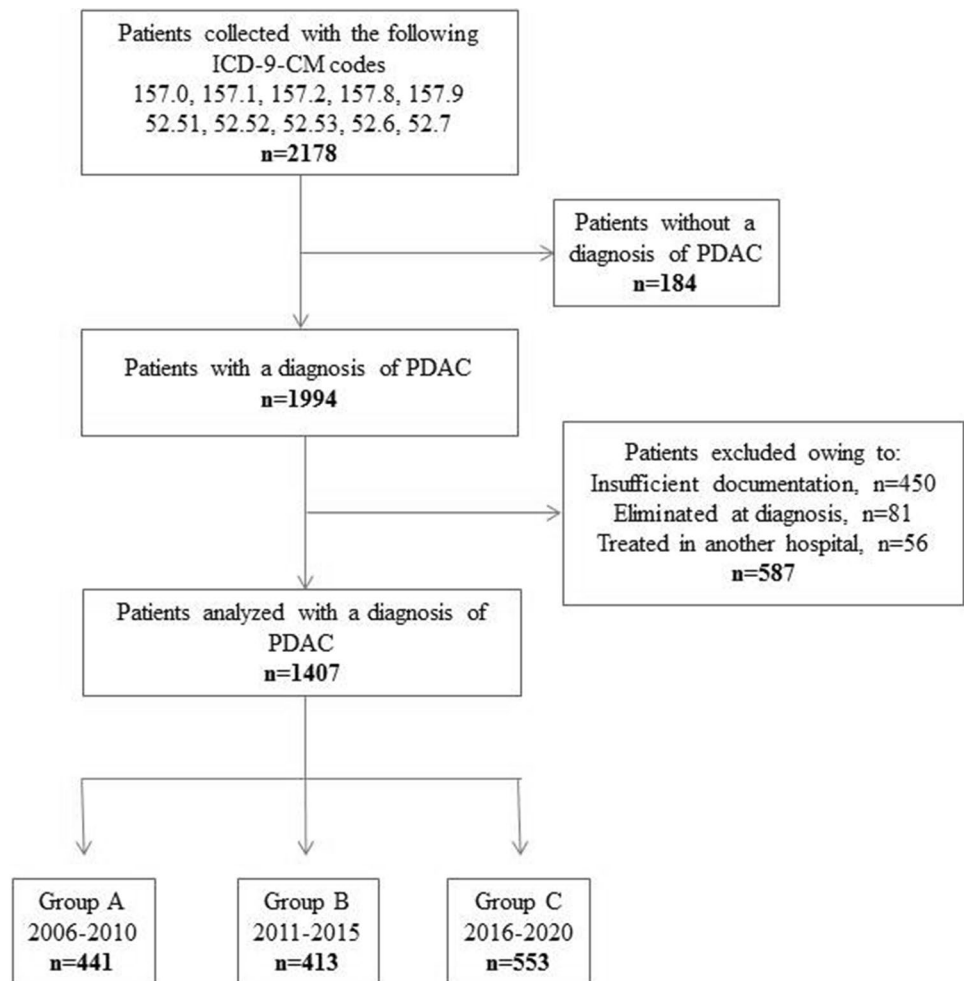 Patients collected with the following
ICD-9-CM codes
157.0, 157.1, 157.2, 157.8, 157.9
52.51, 52.52, 52.53, 52.6, 52.7
n=2178
Patients without a
diagnosis of PDAC
n=184
Patients with a diagnosis of PDAC
n=1994
Patients excluded owing to:
Insufficient documentation, n=450
Eliminated at diagnosis, n=81
Treated in another hospital, n=56
n=587
Patients analyzed with a diagnosis of
PDAC
n=1407
Group A
2006-2010
n=441
Group B
2011-2015
n=413
Group C
2016-2020
n=553